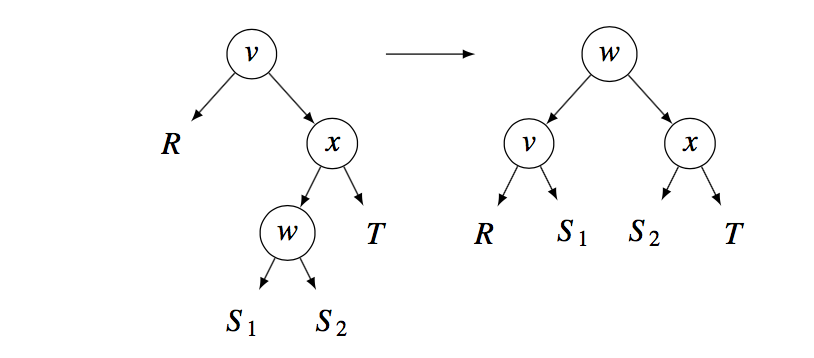 v w
R x v x
w T R S₁ S₂ T
S₁ S₂